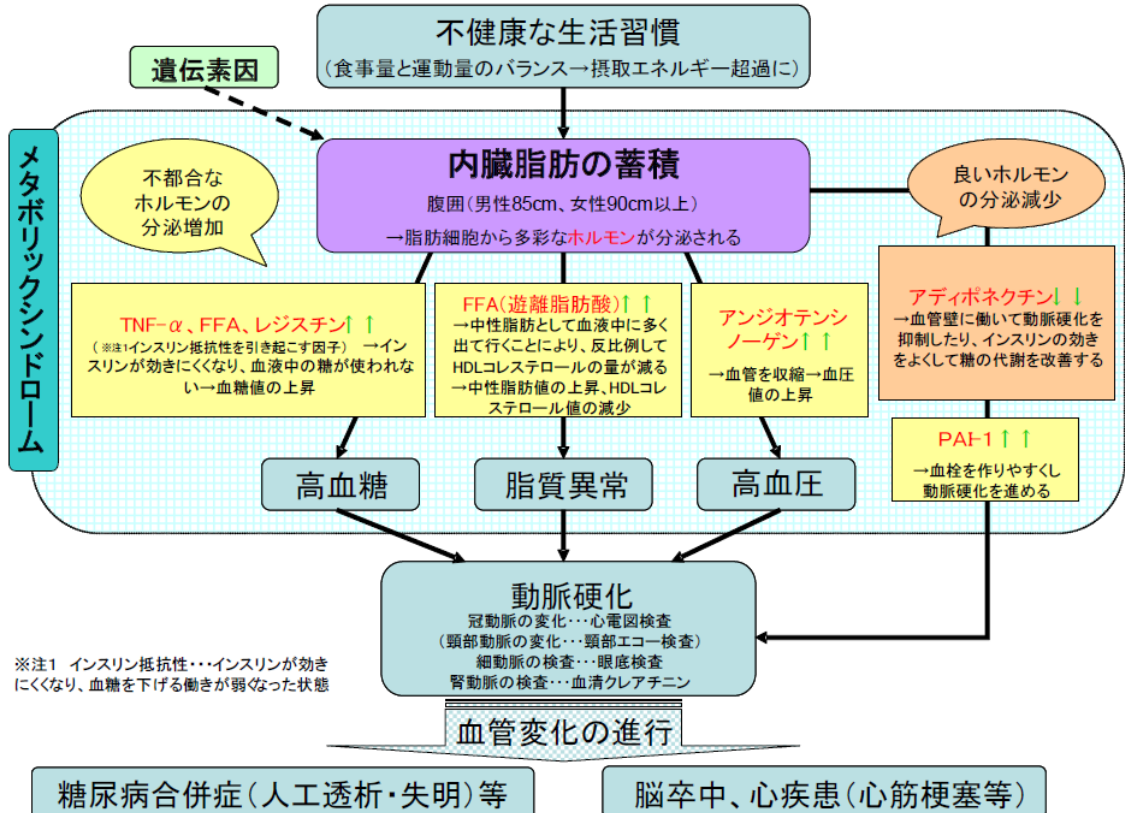 不健康な生活習慣
（食事量と運動量のバランス→摂取エネルギー超過に）
遺伝素因
メタボリックシンドローム
不都合な
ホルモンの
分泌増加
内臓脂肪の蓄積
腹囲（男性85cm、女性90cm以上）
→脂肪細胞から多彩なホルモンが分泌される
良いホルモン
の分泌減少
TNF-α、FFA、レジスチン↑↑
（※注1インスリン抵抗性を引き起こす因子） →イン
スリンが効きにくくなり、血液中の糖が使われな
い→血糖値の上昇
FFA（遊離脂肪酸）↑↑
→中性脂肪として血液中に多く
出て行くことにより、反比例して
HDLコレステロールの量が減る
→中性脂肪値の上昇、HDLコレ
ステロール値の減少
アンジオテンシ
ノーゲン↑↑
→血管を収縮→血圧
値の上昇
アディポネクチン↓↓
→血管壁に働いて動脈硬化を
抑制したり、インスリンの効き
をよくして糖の代謝を改善する
PAI-1↑↑
→血栓を作りやすくし
動脈硬化を進める
高血糖
脂質異常
高血圧
動脈硬化
冠動脈の変化･･･心電図検査
（頸部動脈の変化･･･頸部エコー検査）
細動脈の検査･･･眼底検査
腎動脈の検査･･･血清クレアチニン
※注1 インスリン抵抗性･･･インスリンが効き
にくくなり、血糖を下げる働きが弱くなった状態
血管変化の進行
糖尿病合併症（人工透析・失明）等
脳卒中、心疾患（心筋梗塞等）